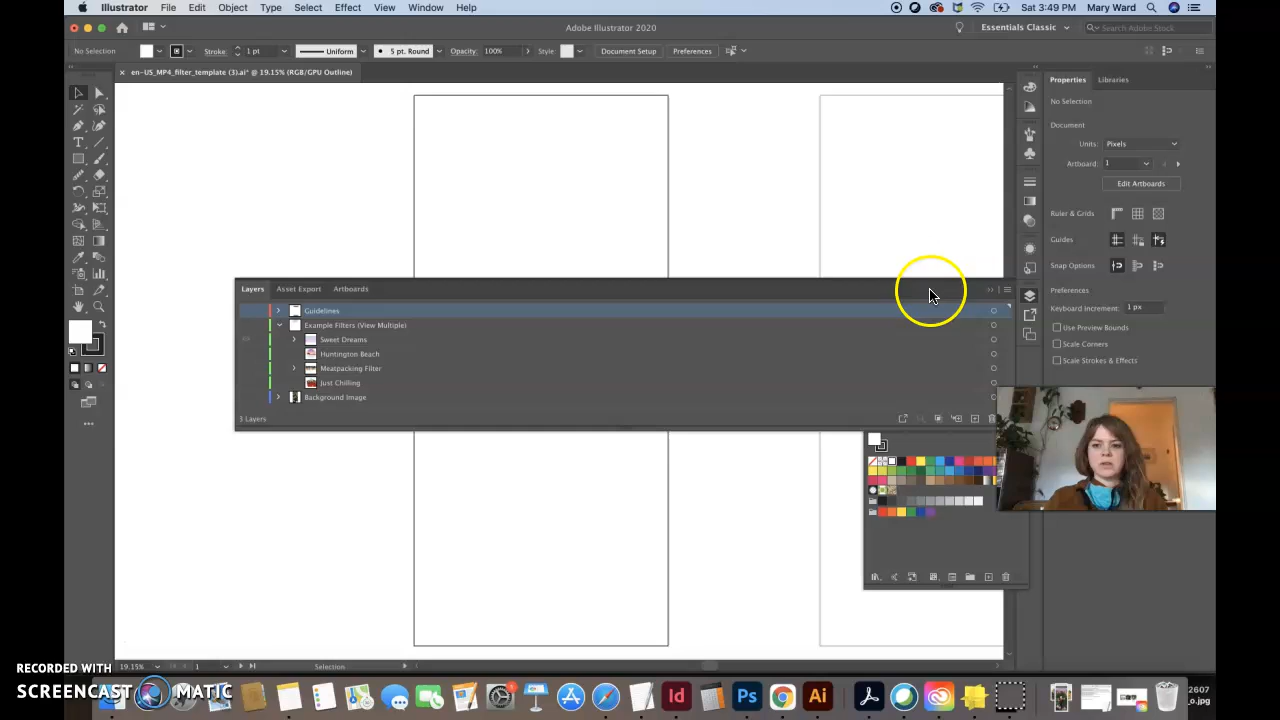 Illustrator File Edit Object Type Select Effect View Window Help Sat 3:49 PM Mary Ward
Adobe Illustrator 2020
Essentials Classic
Search Adobe Stock
No Selection Stroke: 1 pt Uniform 5 pt. Round Opacity: 100% Style: Document Setup Preferences
en-US_MP4_filter_template (3).ai* @ 19.15% (RGB/GPU Outline)
Properties Libraries
No Selection
Document
Units: Pixels
Artboard: 1
Edit Artboards
Ruler & Grids
Guides
Snap Options
Preferences
Keyboard Increment: 1 px
Use Preview Bounds
Scale Corners
Scale Strokes & Effects
Layers Asset Export Artboards
Guidelines
Example Filters (View Multiple)
Sweet Dreams
Huntington Beach
Meatpacking Filter
Just Chilling
Background Image
3 Layers
19.15% 1 Selection
RECORDED WITH
SCREENCAST MATIC
Id Ps Ai
2607
_o.jpg